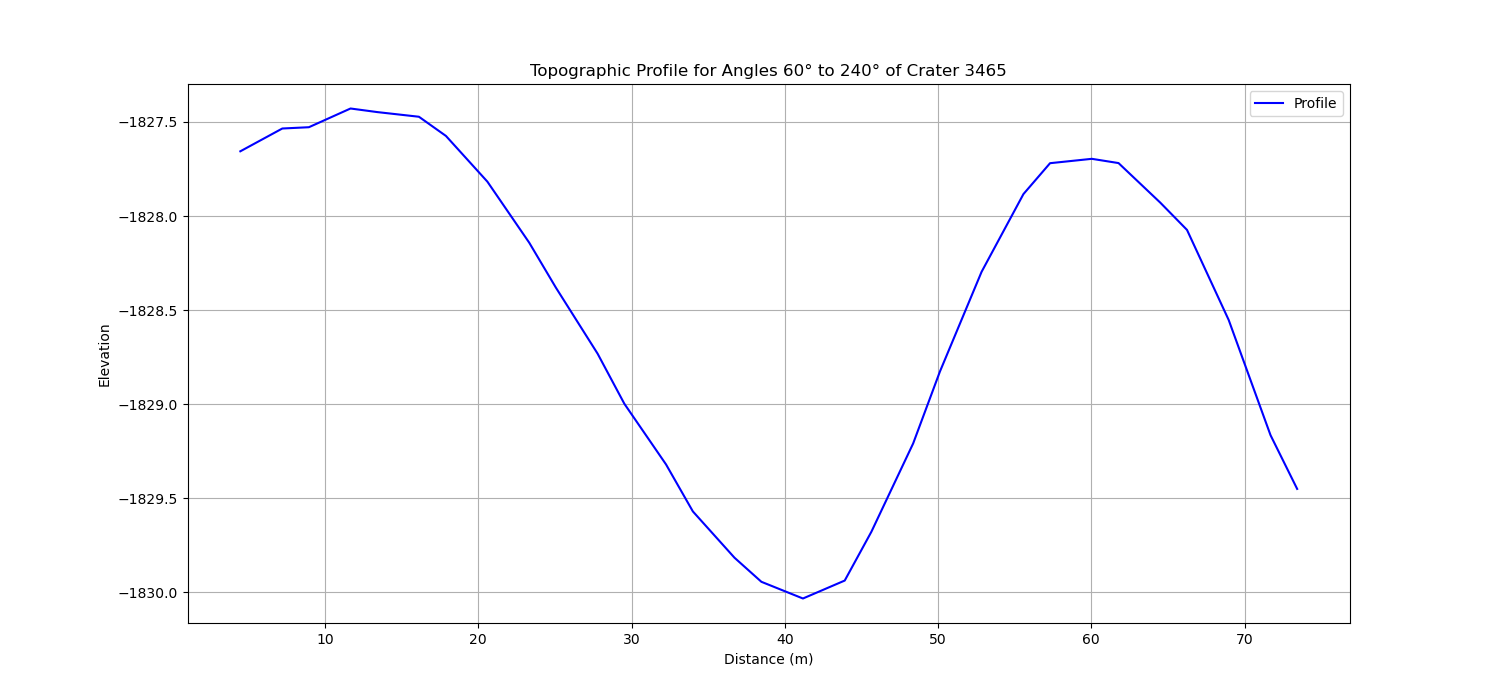 Topographic Profile for Angles 60° to 240° of Crater 3465
Profile
−1827.5
−1828.0
−1828.5
−1829.0
−1829.5
−1830.0
Elevation
10 20 30 40 50 60 70
Distance (m)